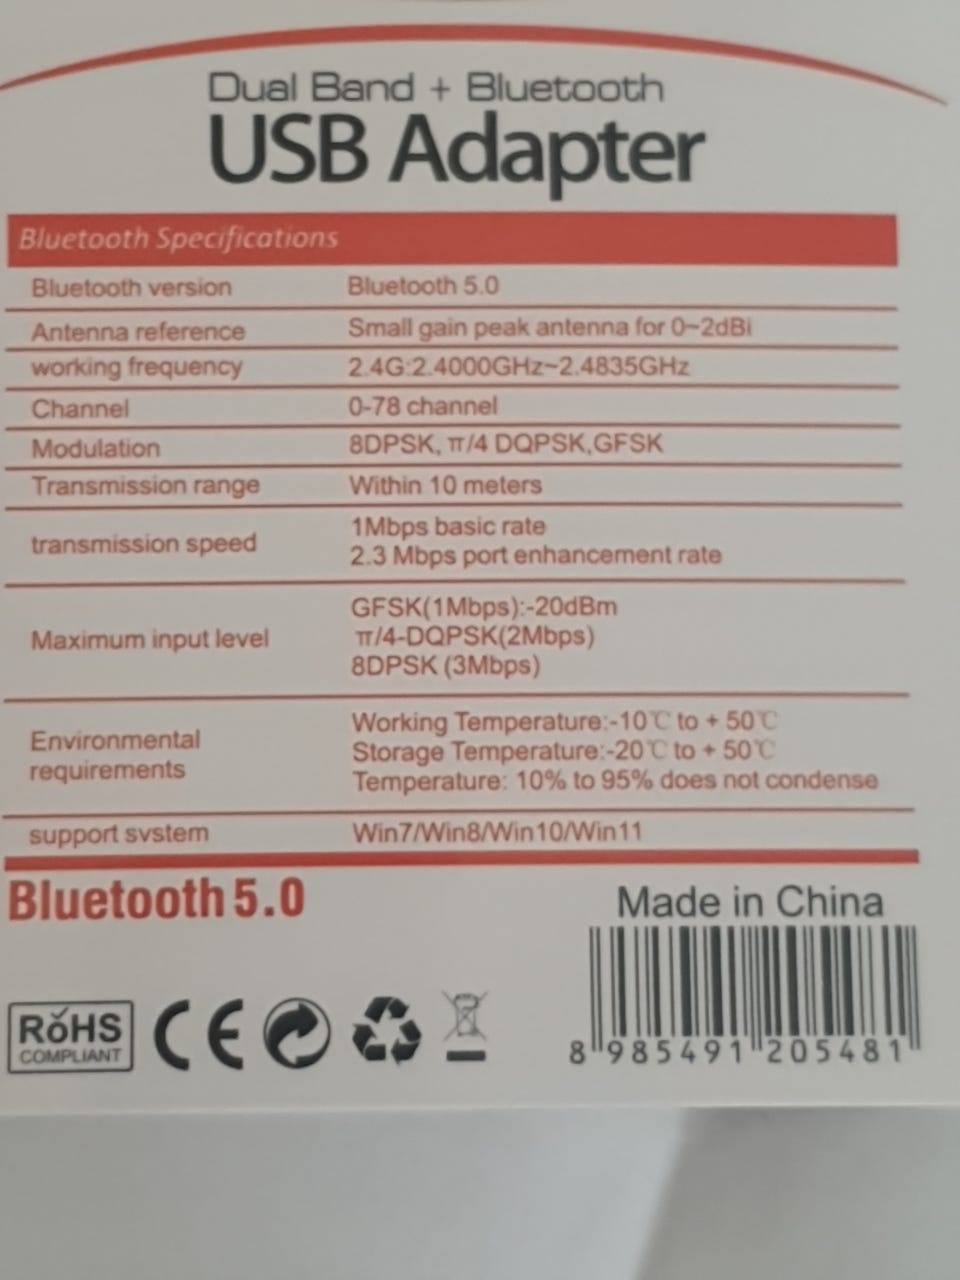 Dual Band + Bluetooth
USB Adapter
Bluetooth Specifications
Bluetooth version Bluetooth 5.0
Antenna reference Small gain peak antenna for 0~2dBi
working frequency 2.4G:2.4000GHz~2.4835GHz
Channel 0-78 channel
Modulation 8DPSK, π/4 DQPSK,GFSK
Transmission range Within 10 meters
transmission speed 1Mbps basic rate
2.3 Mbps port enhancement rate
Maximum input level GFSK(1Mbps):-20dBm
π/4-DQPSK(2Mbps)
8DPSK (3Mbps)
Environmental requirements Working Temperature:-10℃ to + 50℃
Storage Temperature:-20℃ to + 50℃
Temperature: 10% to 95% does not condense
support svstem Win7/Win8/Win10/Win11
Bluetooth 5.0
Made in China
RoHS
COMPLIANT
CE
8 985491 205481